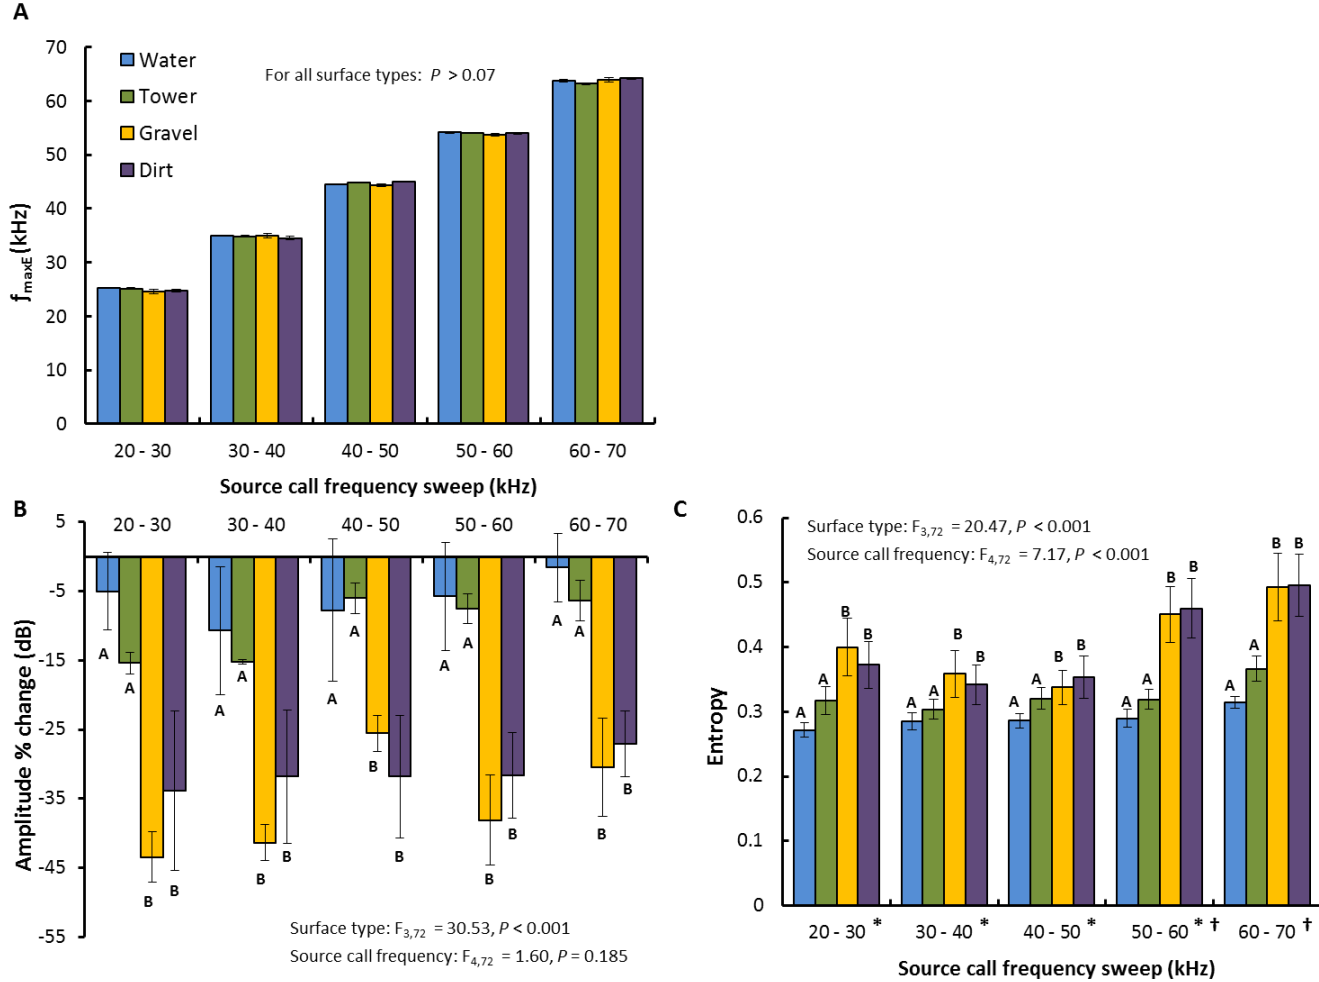 A
70
60
50
40
30
20
10
0
f maxE (kHz)
Water
Tower
Gravel
Dirt
For all surface types: P > 0.07
20 - 30 30 - 40 40 - 50 50 - 60 60 - 70
Source call frequency sweep (kHz)
B
20 - 30 30 - 40 40 - 50 50 - 60 60 - 70
5
-5
-15
-25
-35
-45
-55
Amplitude % change (dB)
A A B B
A A B B
A A B B
A A B B
A A B B
Surface type: F3,72 = 30.53, P < 0.001
Source call frequency: F4,72 = 1.60, P = 0.185
C
0.6
0.5
0.4
0.3
0.2
0.1
0
Entropy
Surface type: F3,72 = 20.47, P < 0.001
Source call frequency: F4,72 = 7.17, P < 0.001
A A B B
A A B B
A A B B
A A B B
A A B B
20 - 30 * 30 - 40 * 40 - 50 * 50 - 60 * † 60 - 70 †
Source call frequency sweep (kHz)